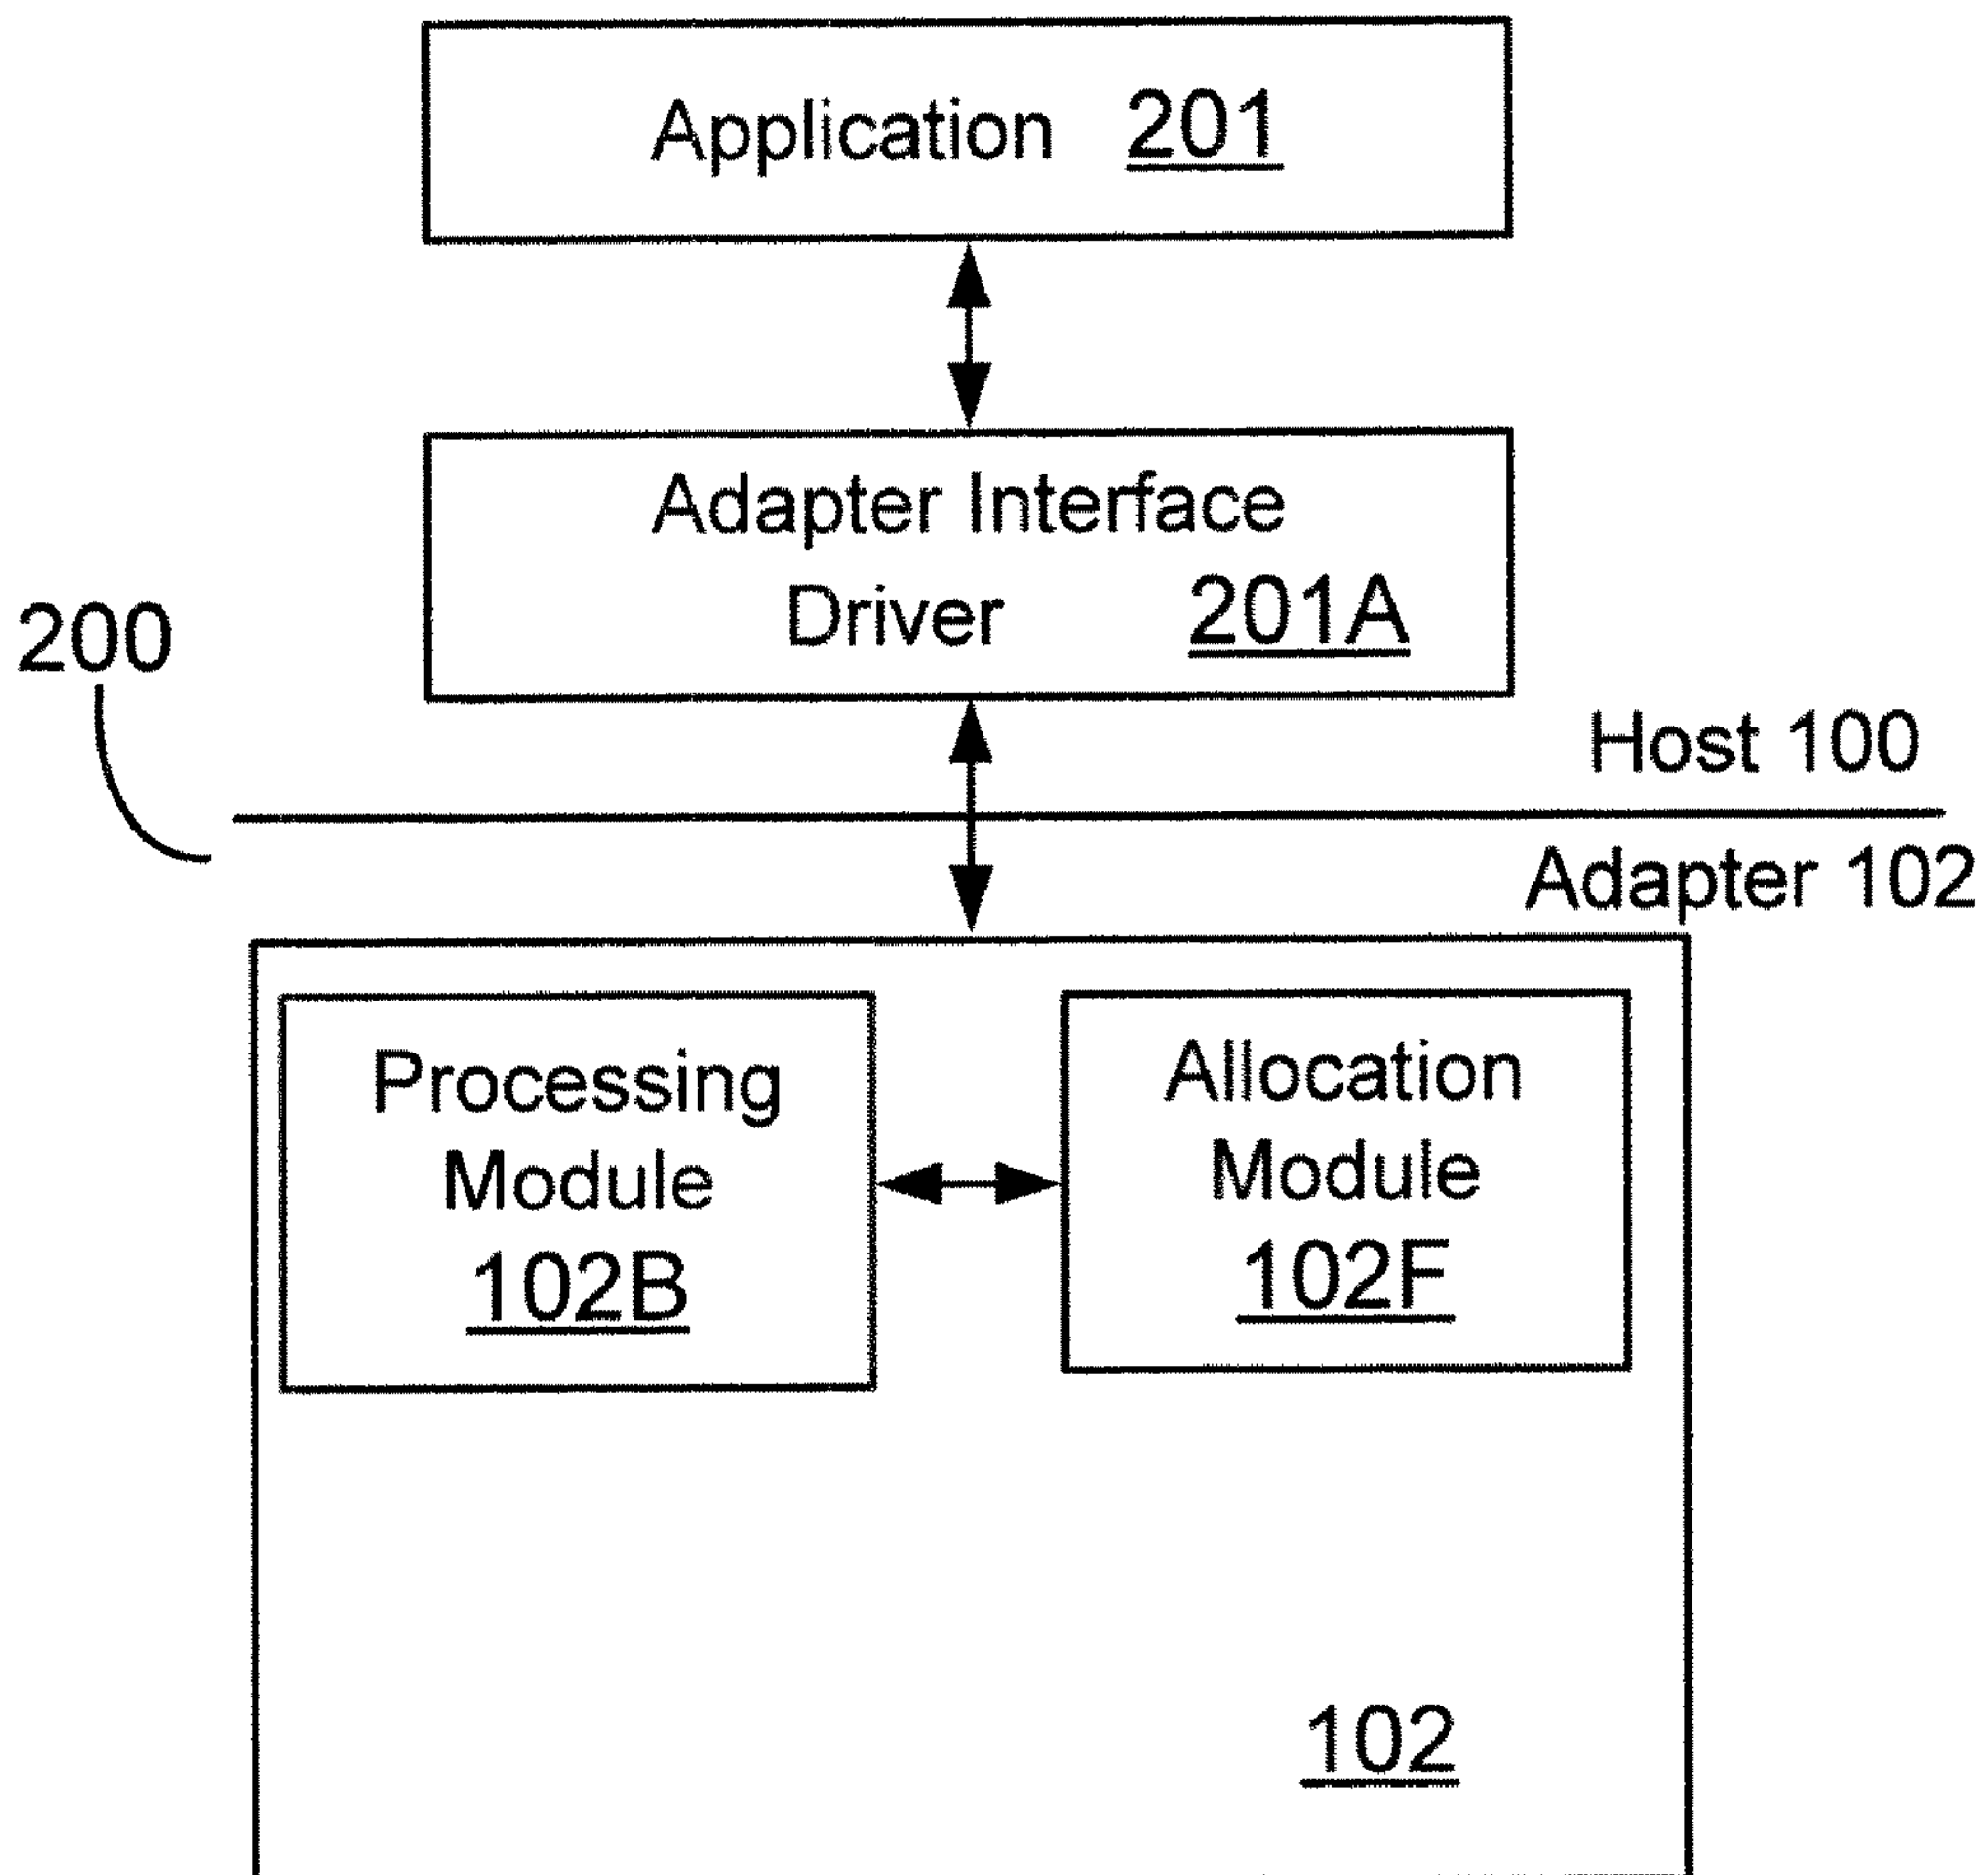 Application 201
Adapter Interface
Driver 201A
200
Host 100
Adapter 102
Processing
Module
102B
Allocation
Module
102F
102